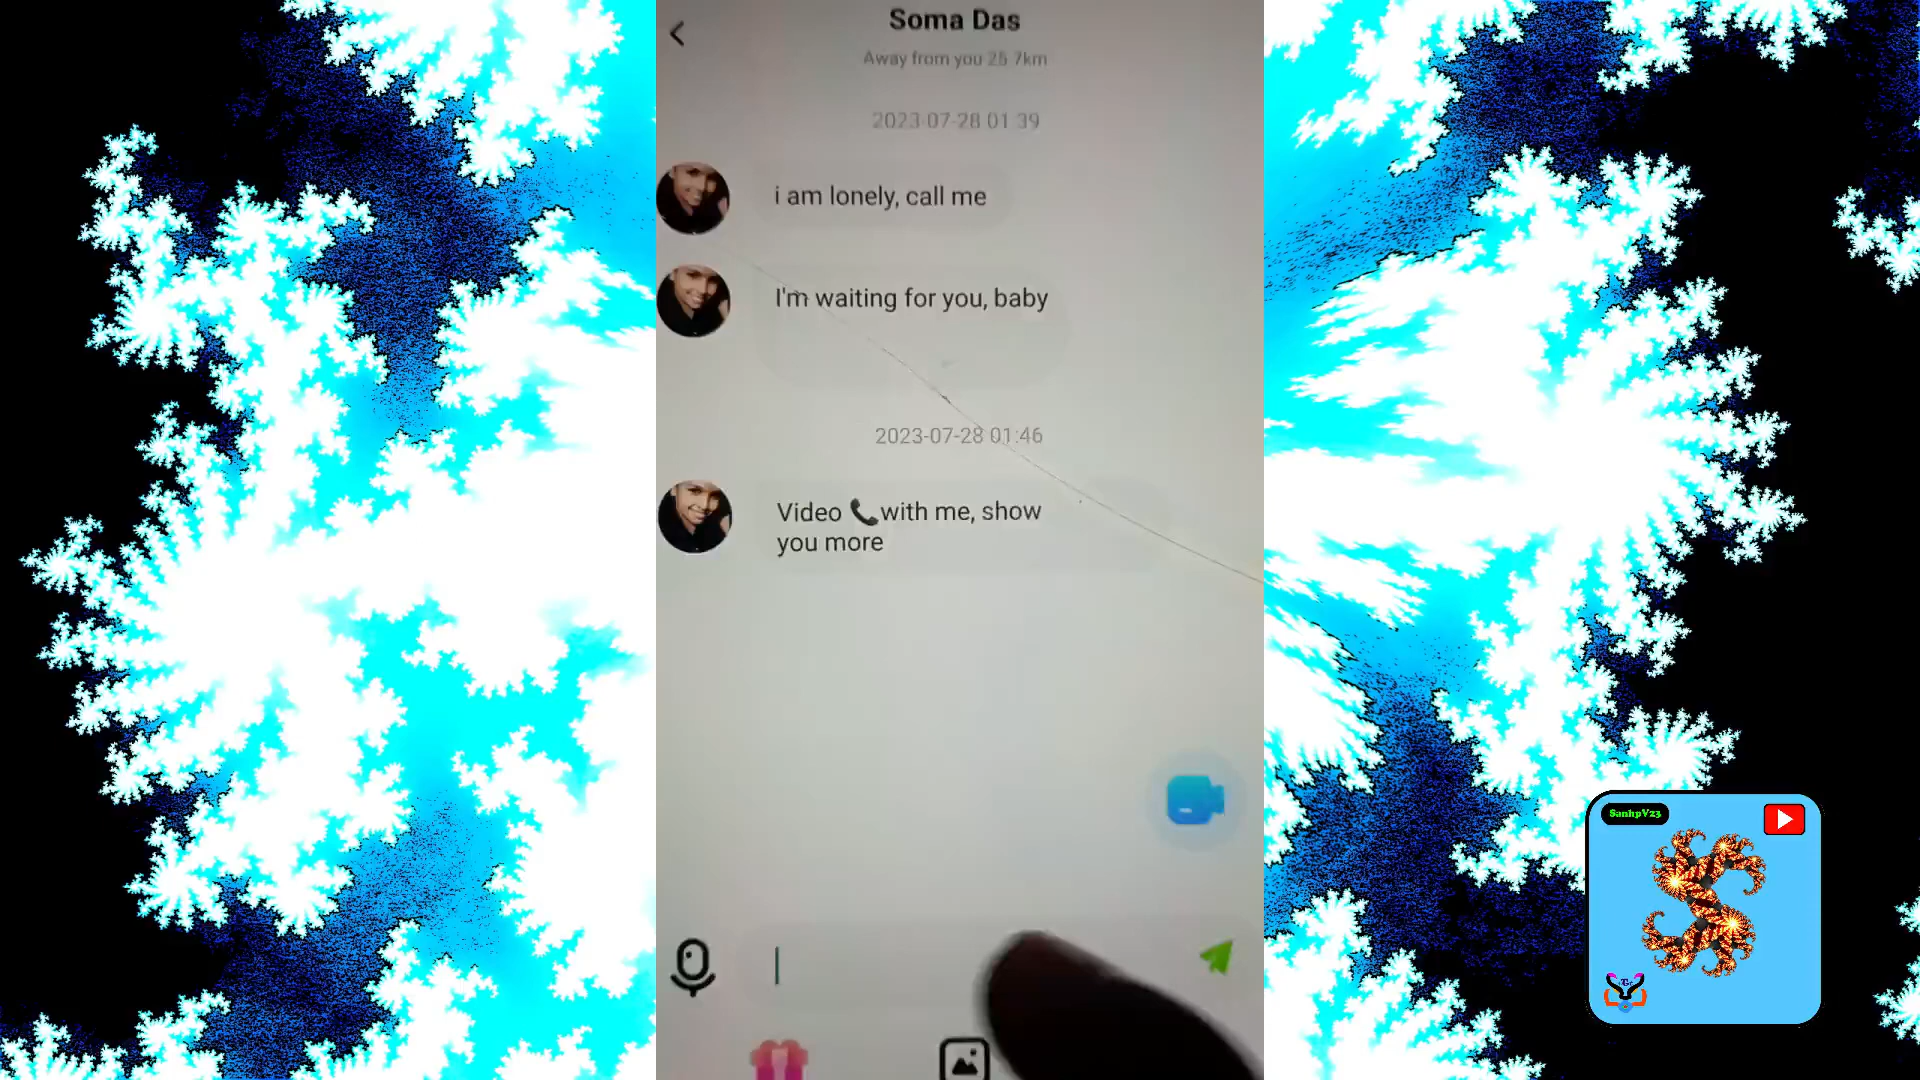 Soma Das
Away from you 25 7km
2023 07-28 01 39
i am lonely, call me
I'm waiting for you, baby
2023-07-28 01:46
Video 📞with me, show
you more
SanhpV23